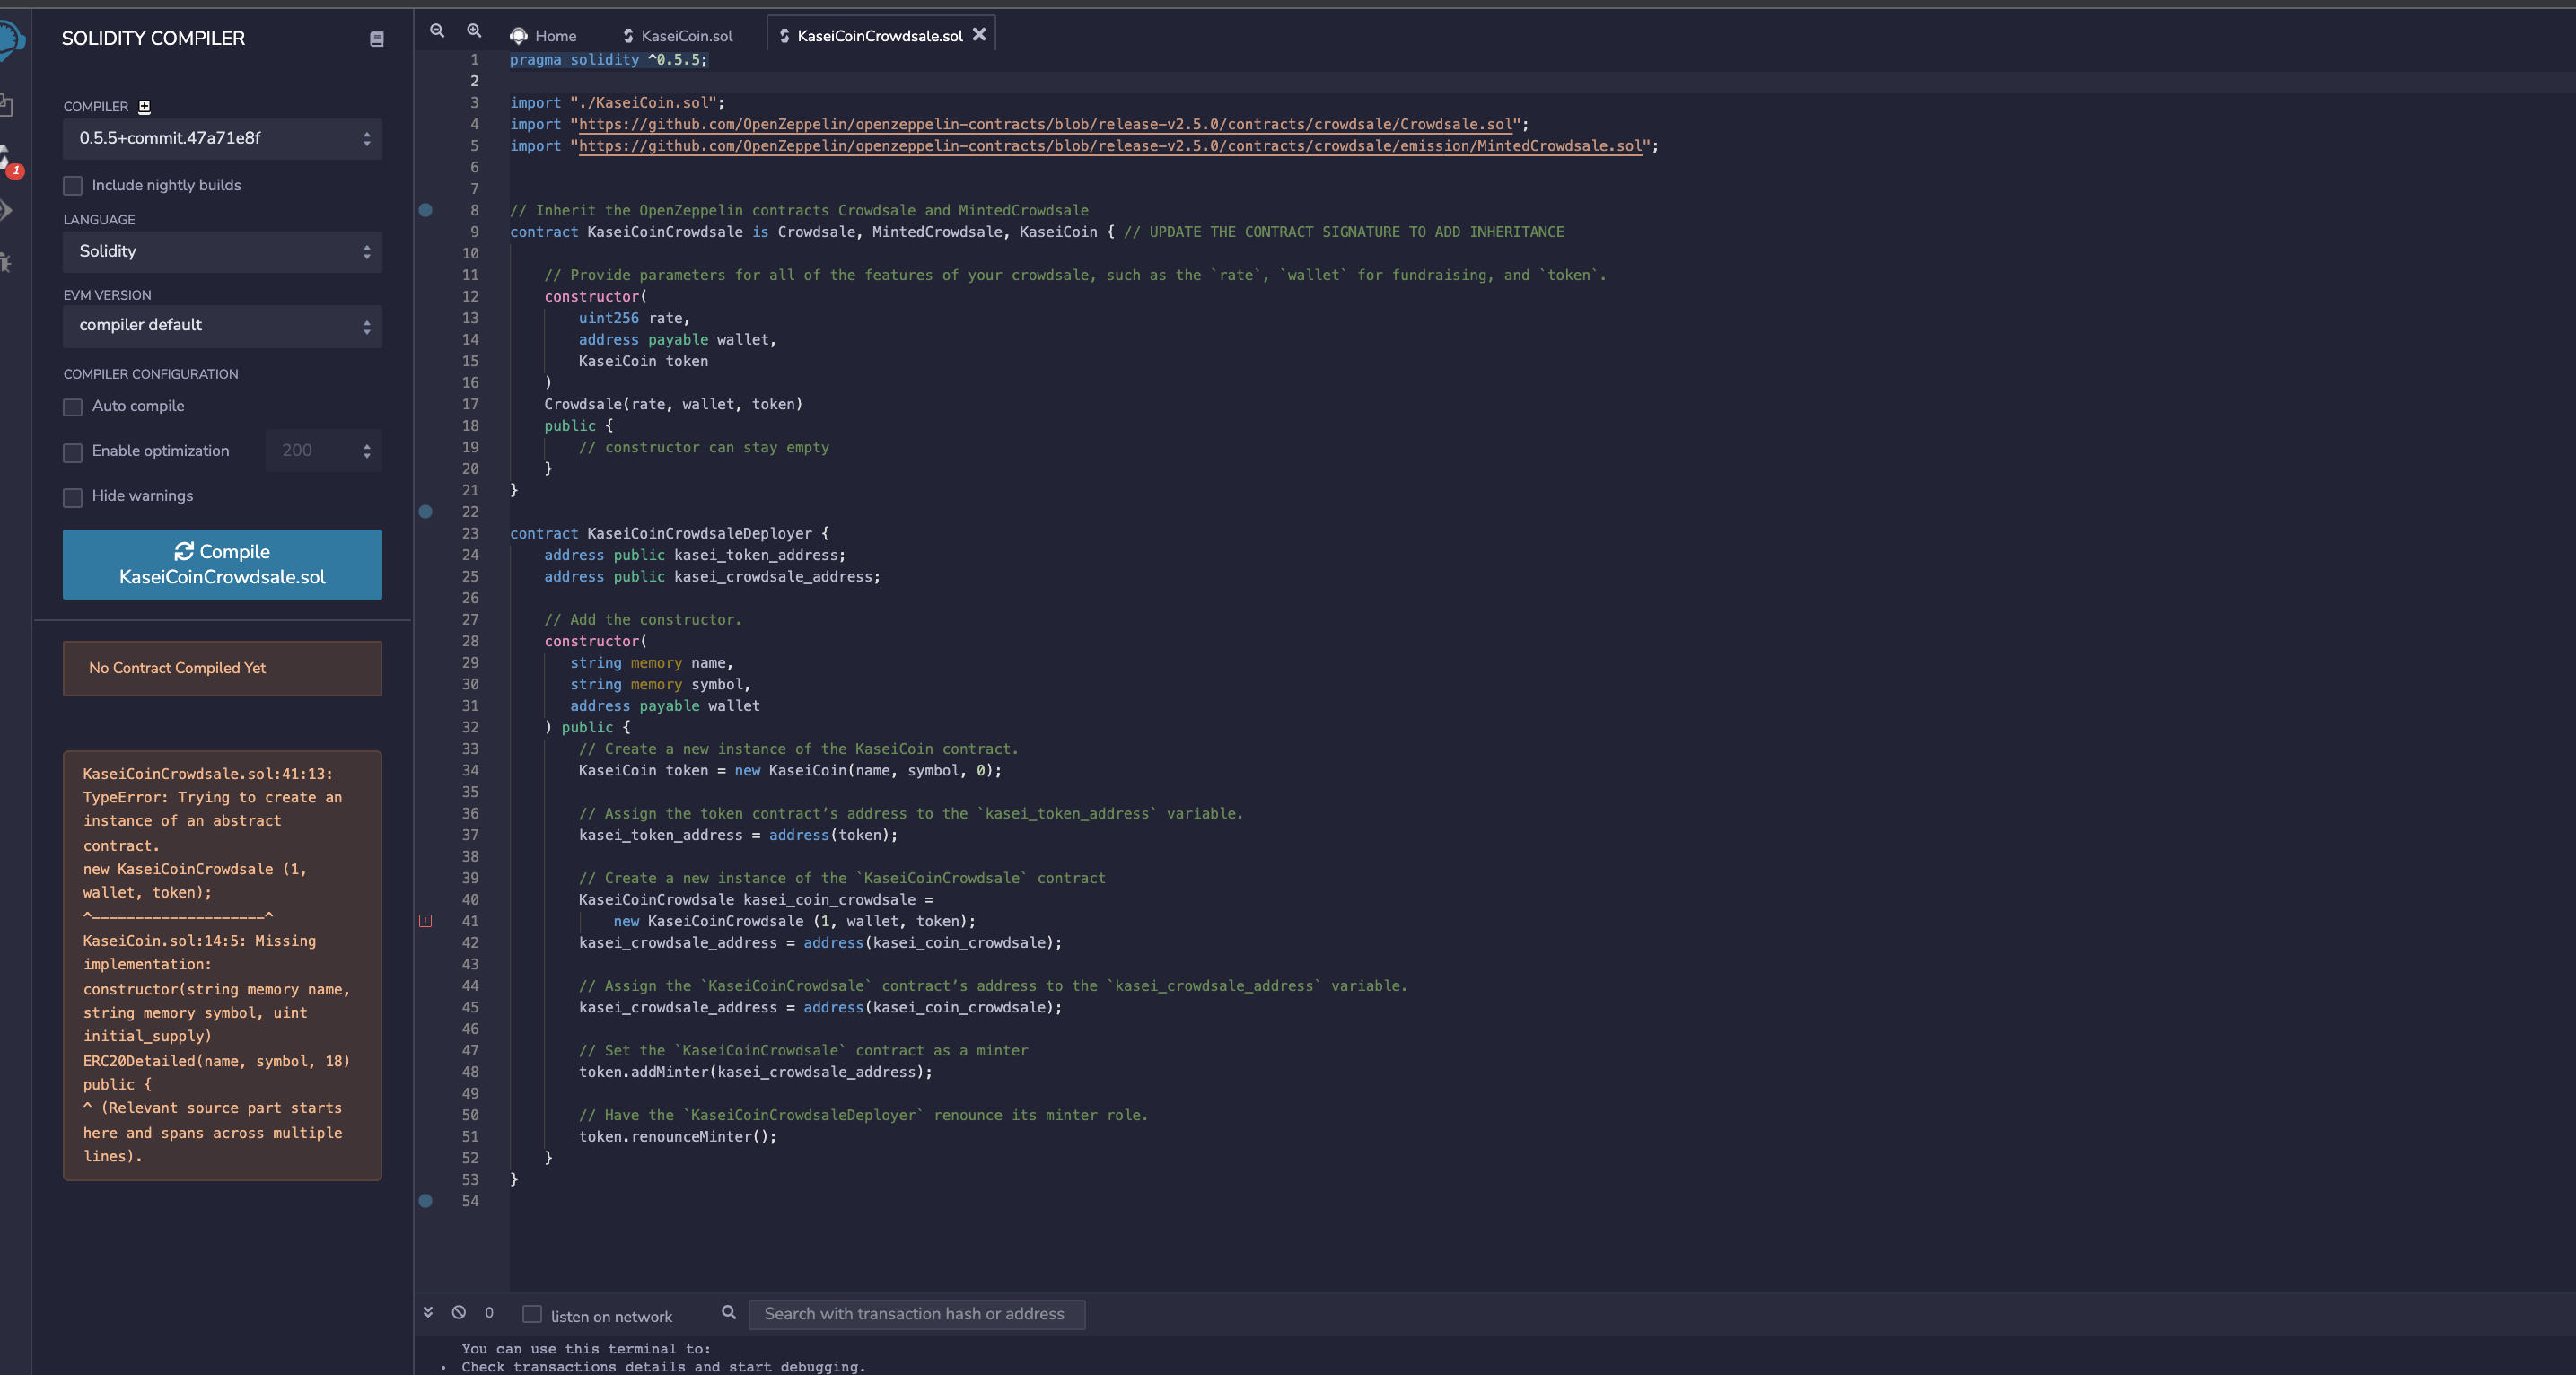 SOLIDITY COMPILER
COMPILER
0.5.5+commit.47a71e8f
Include nightly builds
LANGUAGE
Solidity
EVM VERSION
compiler default
COMPILER CONFIGURATION
Auto compile
Enable optimization 200
Hide warnings
Compile
KaseiCoinCrowdsale.sol
No Contract Compiled Yet
KaseiCoinCrowdsale.sol:41:13:
TypeError: Trying to create an
instance of an abstract
contract.
new KaseiCoinCrowdsale (1,
wallet, token);
^--------------------^
KaseiCoin.sol:14:5: Missing
implementation:
constructor(string memory name,
string memory symbol, uint
initial_supply)
ERC20Detailed(name, symbol, 18)
public {
^ (Relevant source part starts
here and spans across multiple
lines).
1
Home KaseiCoin.sol KaseiCoinCrowdsale.sol
1 pragma solidity ^0.5.5;
2
3 import "./KaseiCoin.sol";
4 import "https://github.com/OpenZeppelin/openzeppelin-contracts/blob/release-v2.5.0/contracts/crowdsale/Crowdsale.sol";
5 import "https://github.com/OpenZeppelin/openzeppelin-contracts/blob/release-v2.5.0/contracts/crowdsale/emission/MintedCrowdsale.sol";
6
7
8 // Inherit the OpenZeppelin contracts Crowdsale and MintedCrowdsale
9 contract KaseiCoinCrowdsale is Crowdsale, MintedCrowdsale, KaseiCoin { // UPDATE THE CONTRACT SIGNATURE TO ADD INHERITANCE
10
11 // Provide parameters for all of the features of your crowdsale, such as the `rate`, `wallet` for fundraising, and `token`.
12 constructor(
13 uint256 rate,
14 address payable wallet,
15 KaseiCoin token
16 )
17 Crowdsale(rate, wallet, token)
18 public {
19 // constructor can stay empty
20 }
21 }
22
23 contract KaseiCoinCrowdsaleDeployer {
24 address public kasei_token_address;
25 address public kasei_crowdsale_address;
26
27 // Add the constructor.
28 constructor(
29 string memory name,
30 string memory symbol,
31 address payable wallet
32 ) public {
33 // Create a new instance of the KaseiCoin contract.
34 KaseiCoin token = new KaseiCoin(name, symbol, 0);
35
36 // Assign the token contract’s address to the `kasei_token_address` variable.
37 kasei_token_address = address(token);
38
39 // Create a new instance of the `KaseiCoinCrowdsale` contract
40 KaseiCoinCrowdsale kasei_coin_crowdsale =
41 new KaseiCoinCrowdsale (1, wallet, token);
42 kasei_crowdsale_address = address(kasei_coin_crowdsale);
43
44 // Assign the `KaseiCoinCrowdsale` contract’s address to the `kasei_crowdsale_address` variable.
45 kasei_crowdsale_address = address(kasei_coin_crowdsale);
46
47 // Set the `KaseiCoinCrowdsale` contract as a minter
48 token.addMinter(kasei_crowdsale_address);
49
50 // Have the `KaseiCoinCrowdsaleDeployer` renounce its minter role.
51 token.renounceMinter();
52 }
53 }
54
0 listen on network Search with transaction hash or address
You can use this terminal to:
• Check transactions details and start debugging.